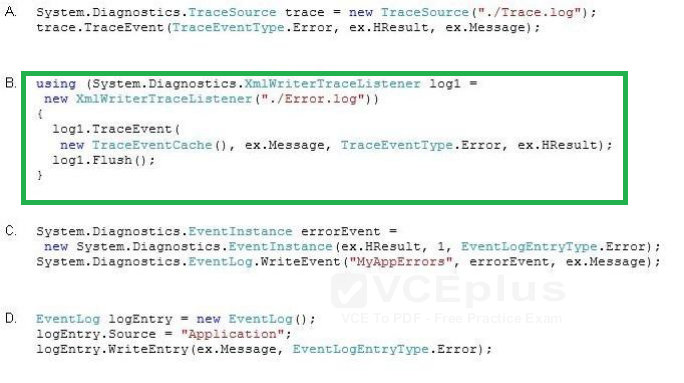 A. System.Diagnostics.TraceSource trace = new TraceSource("./Trace.log");
trace.TraceEvent(TraceEventType.Error, ex.HResult, ex.Message);
B. using (System.Diagnostics.XmlWriterTraceListener log1 =
new XmlWriterTraceListener("./Error.log"))
{
log1.TraceEvent(
new TraceEventCache(), ex.Message, TraceEventType.Error, ex.HResult);
log1.Flush();
}
C. System.Diagnostics.EventInstance errorEvent =
new System.Diagnostics.EventInstance(ex.HResult, 1, EventLogEntryType.Error);
System.Diagnostics.EventLog.WriteEvent("MyAppErrors", errorEvent, ex.Message);
VCEplus
VCE To PDF - Free Practice Exam
D. EventLog logEntry = new EventLog();
logEntry.Source = "Application";
logEntry.WriteEntry(ex.Message, EventLogEntryType.Error);